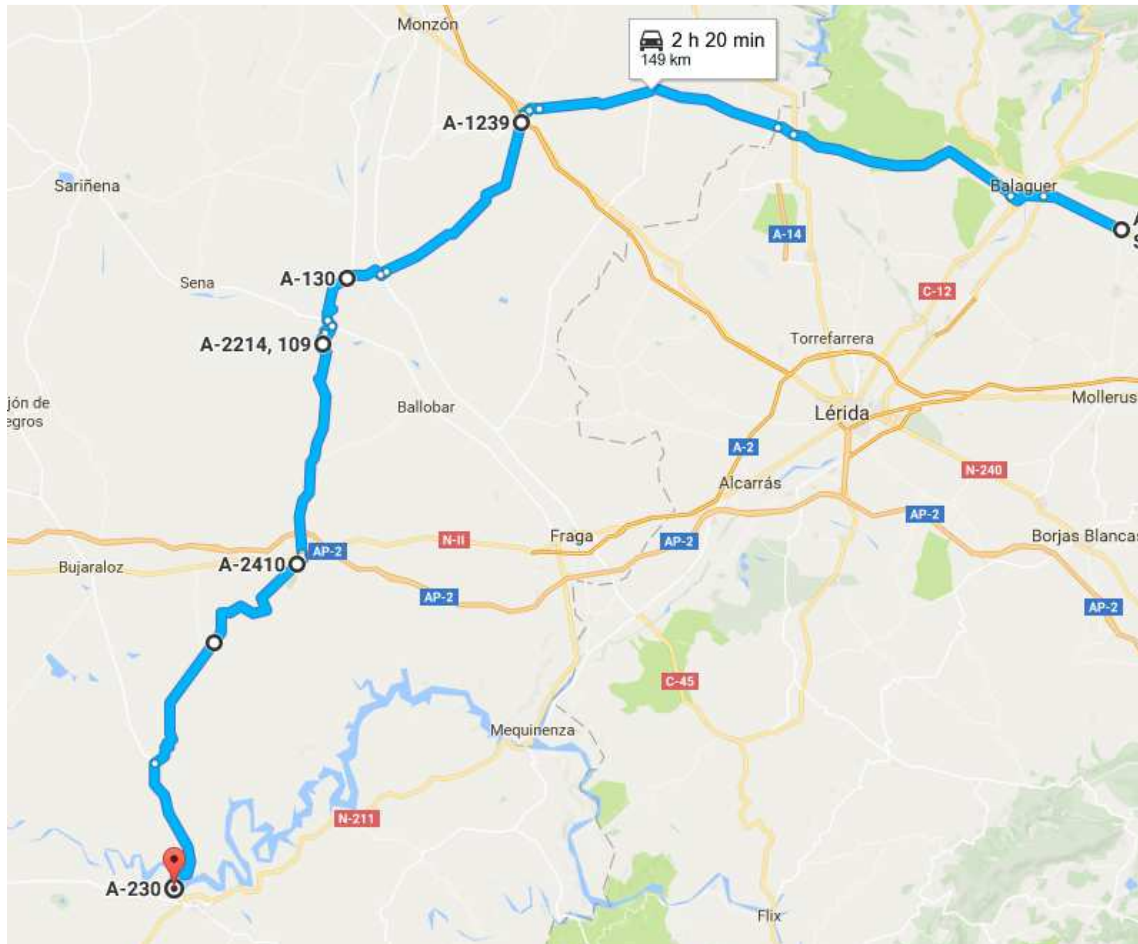 Monzón
2 h 20 min
149 km
A-1239
Sariñena
Balaguer
A
S
A-14
A-130
Sena
C-12
A-2214, 109
Torrefarrera
Mollerus
jón de
egros
Ballobar
Lérida
A-2
N-240
Alcarrás
AP-2
N-II
Fraga
AP-2
AP-2
Borjas Blancas
A-2410
Bujaraloz
AP-2
AP-2
C-45
Mequinenza
N-211
A-230
Flix